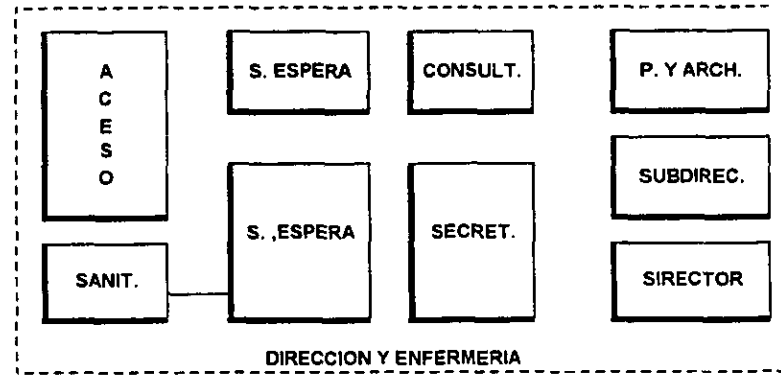 A
C
E
S
O
S. ESPERA
CONSULT.
P. Y ARCH.
SUBDIREC.
S. ,ESPERA
SECRET.
SANIT.
SIRECTOR
DIRECCION Y ENFERMERIA